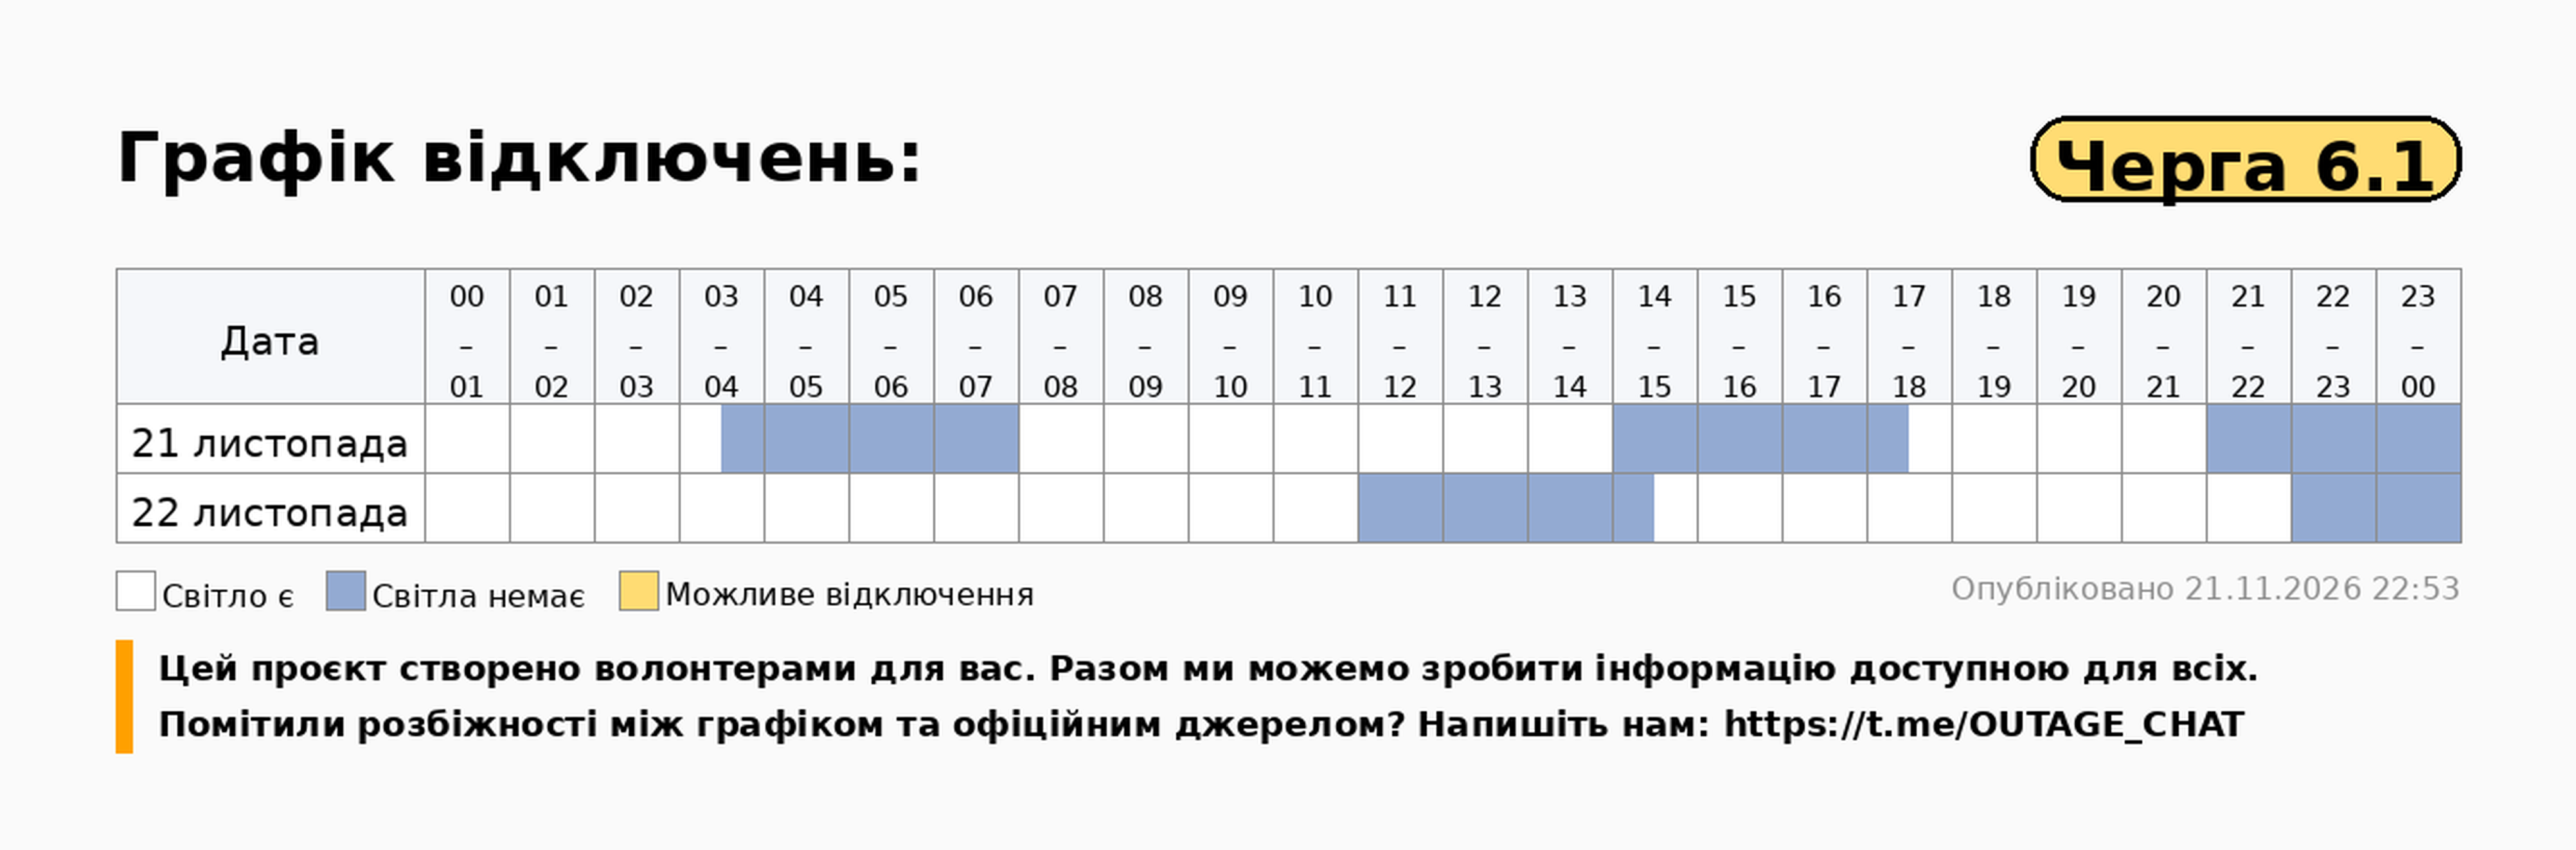 Графік відключень:
Черга 6.1
Дата
00 – 01
01 – 02
02 – 03
03 – 04
04 – 05
05 – 06
06 – 07
07 – 08
08 – 09
09 – 10
10 – 11
11 – 12
12 – 13
13 – 14
14 – 15
15 – 16
16 – 17
17 – 18
18 – 19
19 – 20
20 – 21
21 – 22
22 – 23
23 – 00
21 листопада
22 листопада
Світло є
Світла немає
Можливе відключення
Опубліковано 21.11.2026 22:53
Цей проєкт створено волонтерами для вас. Разом ми можемо зробити інформацію доступною для всіх.
Помітили розбіжності між графіком та офіційним джерелом? Напишіть нам: https://t.me/OUTAGE_CHAT